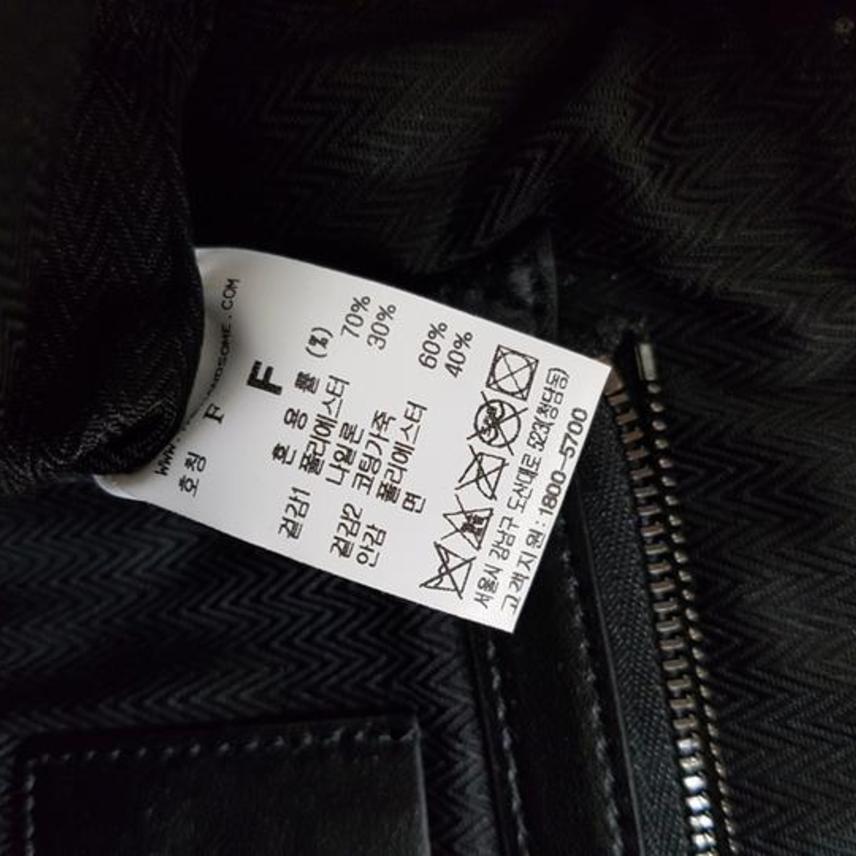 호칭 F F
혼 용 률 (%)
겉감1 폴리에스터 70%
나일론 30%
겉감2 코팅가죽
안감 폴리에스터 60%
면 40%
서울시 강남구 도산대로 523(청담동)
고객지원 : 1800-5700